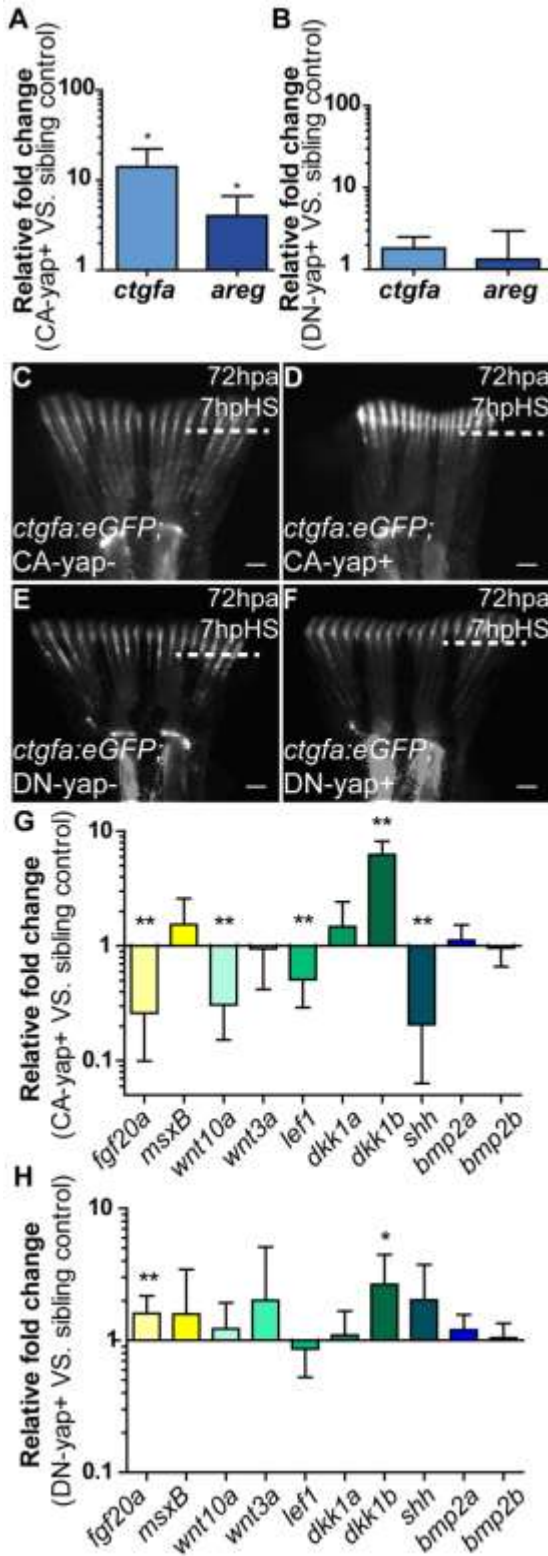 A
Relative fold change
(CA-yap+ VS. sibling control)
100
10
1
*
*
ctgfa
areg
B
Relative fold change
(DN-yap+ VS. sibling control)
100
10
1
ctgfa
areg
C
72hpa
7hpHS
ctgfa:eGFP;
CA-yap-
D
72hpa
7hpHS
ctgfa:eGFP;
CA-yap+
E
72hpa
7hpHS
ctgfa:eGFP;
DN-yap-
F
72hpa
7hpHS
ctgfa:eGFP;
DN-yap+
G
Relative fold change
(CA-yap+ VS. sibling control)
10
1
0.1
**
**
**
**
**
fgf20a
msxB
wnt10a
wnt3a
lef1
dkk1a
dkk1b
shh
bmp2a
bmp2b
H
Relative fold change
(DN-yap+ VS. sibling control)
10
1
0.1
**
*
fgf20a
msxB
wnt10a
wnt3a
lef1
dkk1a
dkk1b
shh
bmp2a
bmp2b